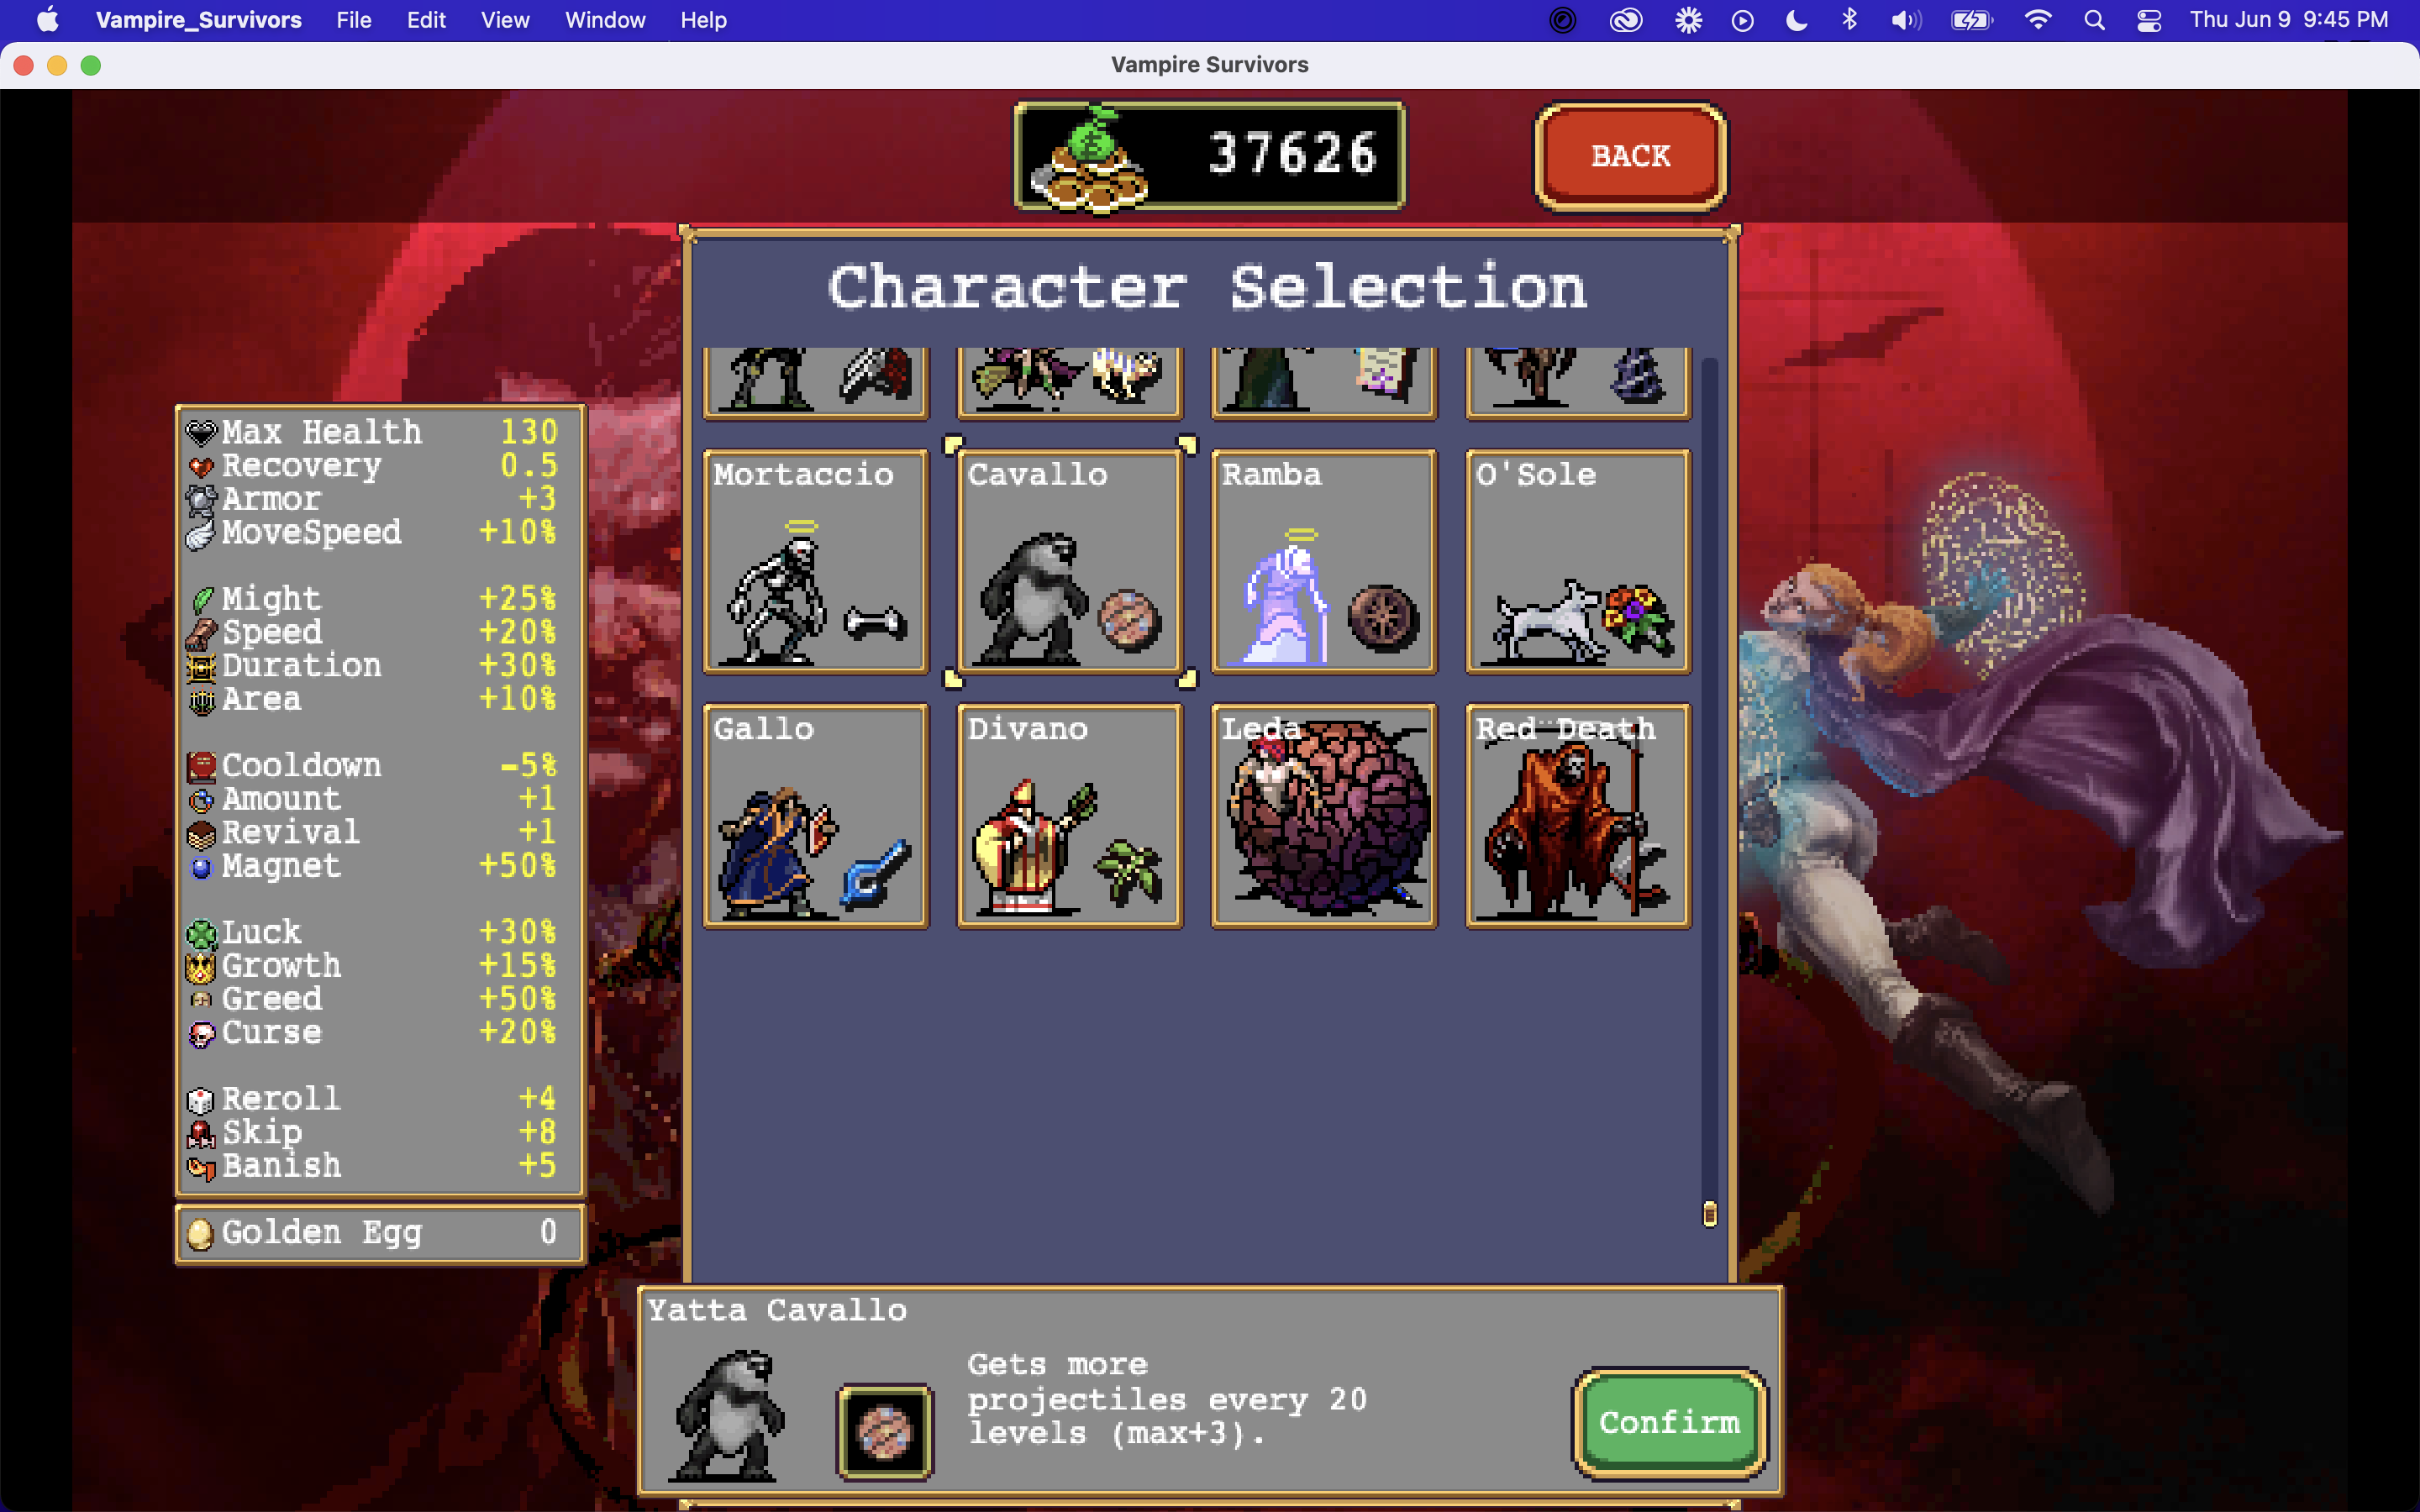 Vampire_Survivors File Edit View Window Help Thu Jun 9 9:45 PM
Vampire Survivors
37626
BACK
Character Selection
Max Health 130
Recovery 0.5
Armor +3
MoveSpeed +10%
Might +25%
Speed +20%
Duration +30%
Area +10%
Cooldown -5%
Amount +1
Revival +1
Magnet +50%
Luck +30%
Growth +15%
Greed +50%
Curse +20%
Reroll +4
Skip +8
Banish +5
Golden Egg 0
Mortaccio Cavallo Ramba O'Sole
Gallo Divano Leda Red Death
Yatta Cavallo
Gets more
projectiles every 20
levels (max+3).
Confirm